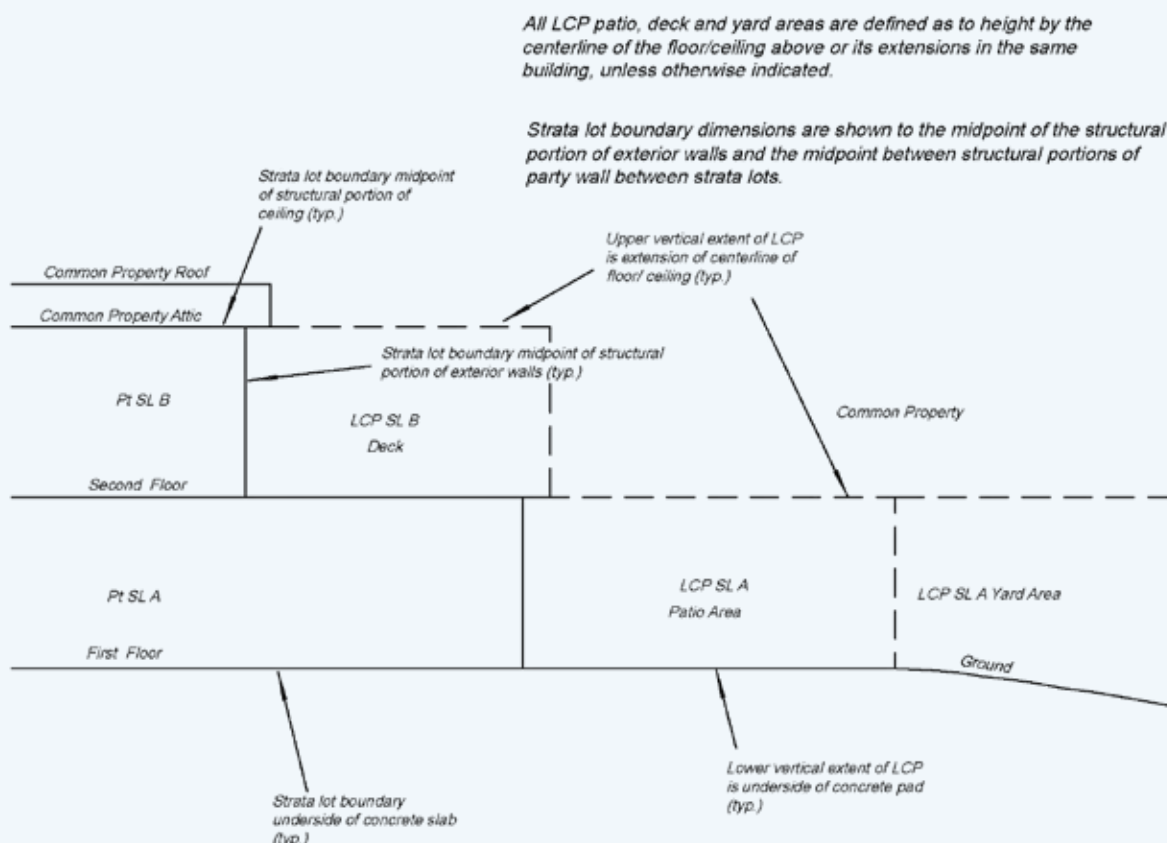 All LCP patio, deck and yard areas are defined as to height by the
centerline of the floor/ceiling above or its extensions in the same
building, unless otherwise indicated.
Strata lot boundary dimensions are shown to the midpoint of the structural
portion of exterior walls and the midpoint between structural portions of
party wall between strata lots.
Strata lot boundary midpoint
of structural portion of
ceiling (typ.)
Upper vertical extent of LCP
is extension of centerline of
floor/ ceiling (typ.)
Common Property Roof
Common Property Attic
Strata lot boundary midpoint of structural
portion of exterior walls (typ.)
Pt SL B
LCP SL B
Deck
Common Property
Second Floor
Pt SL A
LCP SL A
Patio Area
LCP SL A Yard Area
First Floor
Ground
Lower vertical extent of LCP
is underside of concrete pad
(typ.)
Strata lot boundary
underside of concrete slab
(typ.)